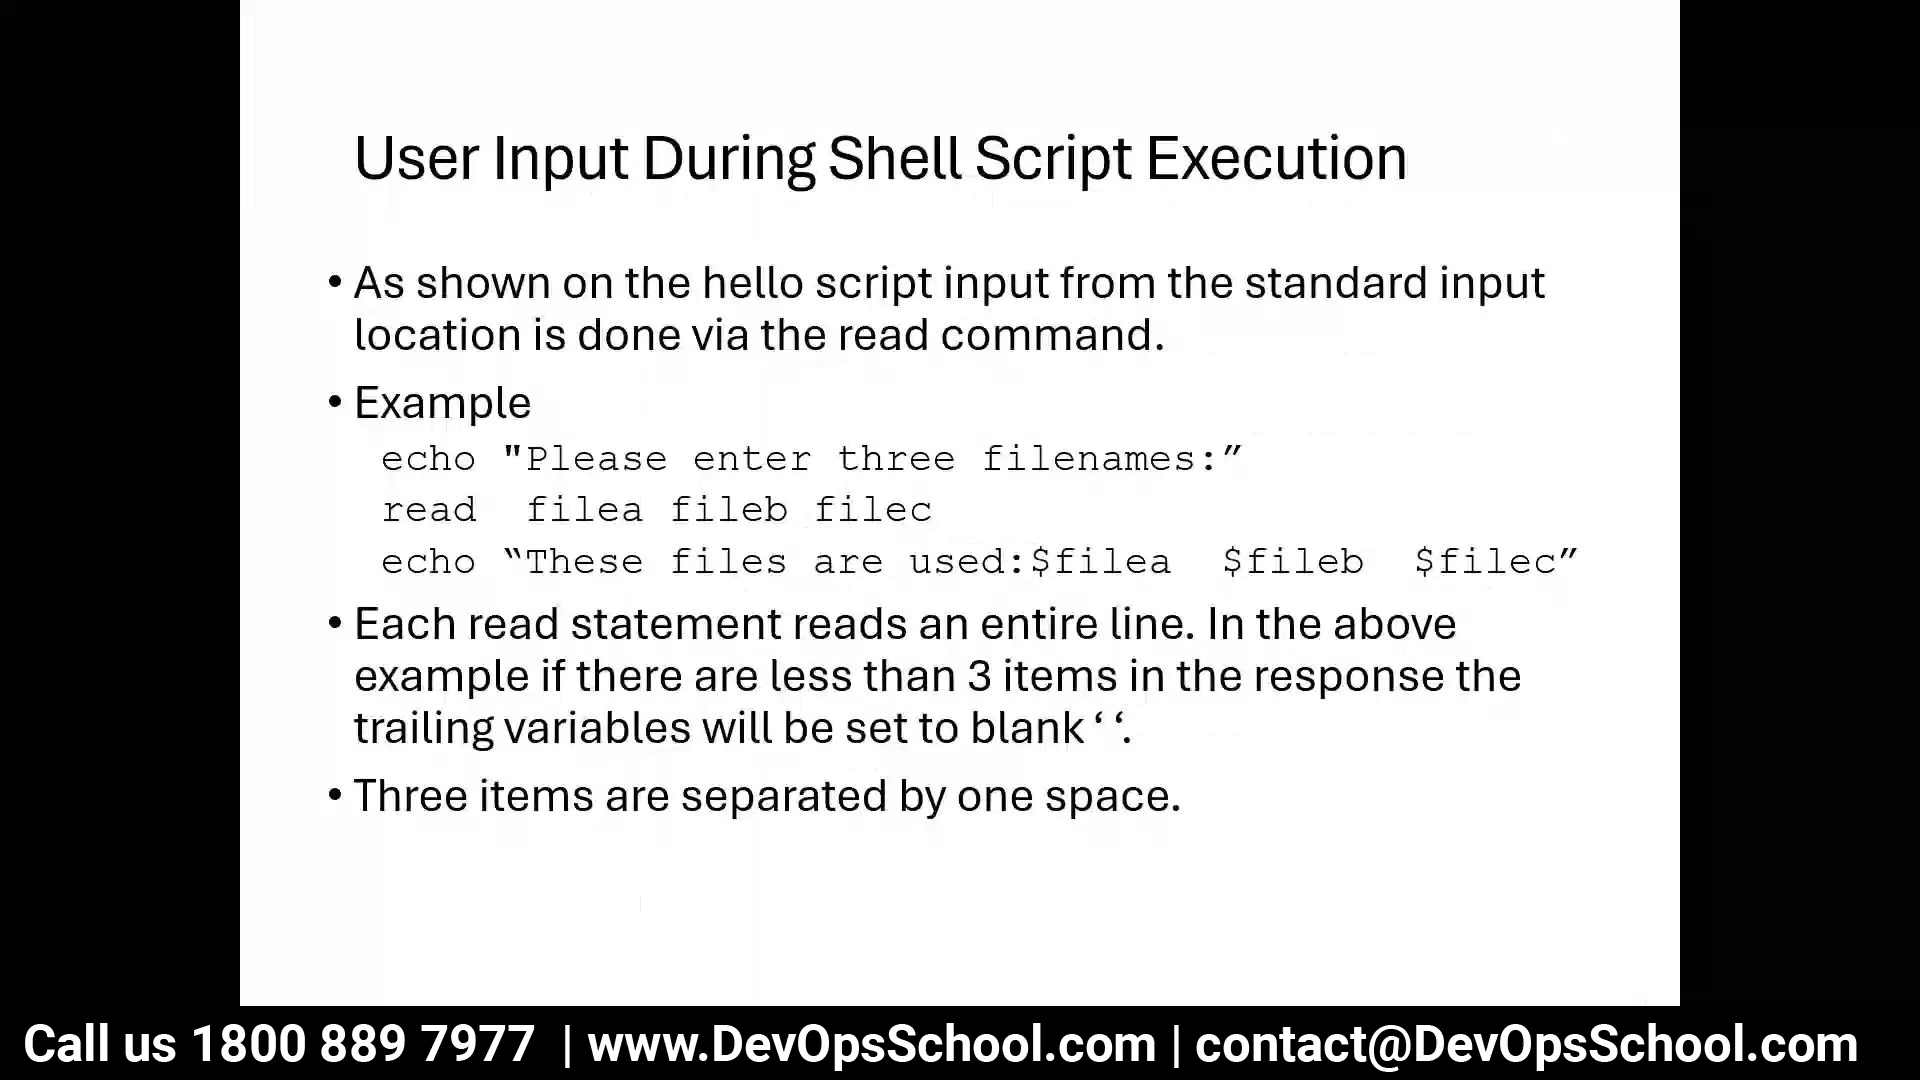 User Input During Shell Script Execution
• As shown on the hello script input from the standard input
location is done via the read command.
• Example
echo "Please enter three filenames:”
read  filea fileb filec
echo “These files are used:$filea  $fileb  $filec”
• Each read statement reads an entire line. In the above
example if there are less than 3 items in the response the
trailing variables will be set to blank ‘ ‘.
• Three items are separated by one space.
Call us 1800 889 7977 | www.DevOpsSchool.com | contact@DevOpsSchool.com